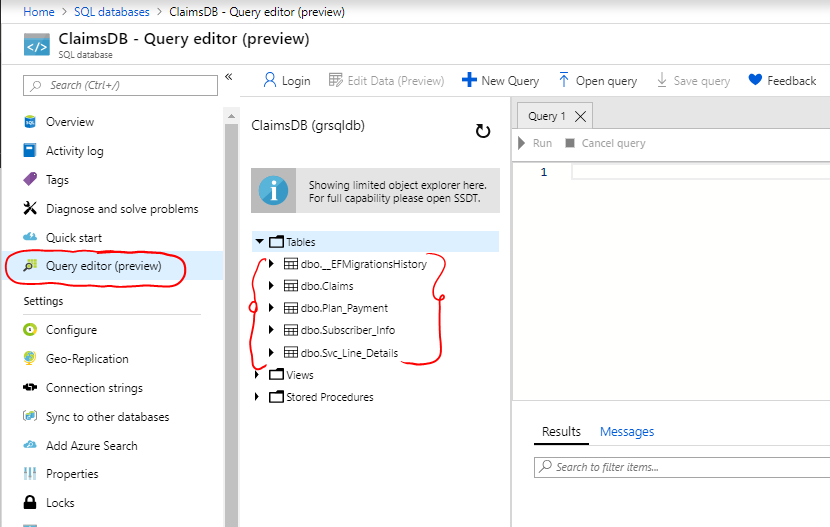 Home > SQL databases > ClaimsDB - Query editor (preview)
ClaimsDB - Query editor (preview)
SQL database
Search (Ctrl+/)
«
Overview
Activity log
Tags
Diagnose and solve problems
Quick start
Query editor (preview)
Settings
Configure
Geo-Replication
Connection strings
Sync to other databases
Add Azure Search
Properties
Locks
Login
Edit Data (Preview)
New Query
Open query
Save query
Feedback
ClaimsDB (grsqldb)
Showing limited object explorer here.
For full capability please open SSDT.
Tables
dbo.__EFMigrationsHistory
dbo.Claims
dbo.Plan_Payment
dbo.Subscriber_Info
dbo.Svc_Line_Details
Views
Stored Procedures
Query 1
Run
Cancel query
1
Results
Messages
Search to filter items...